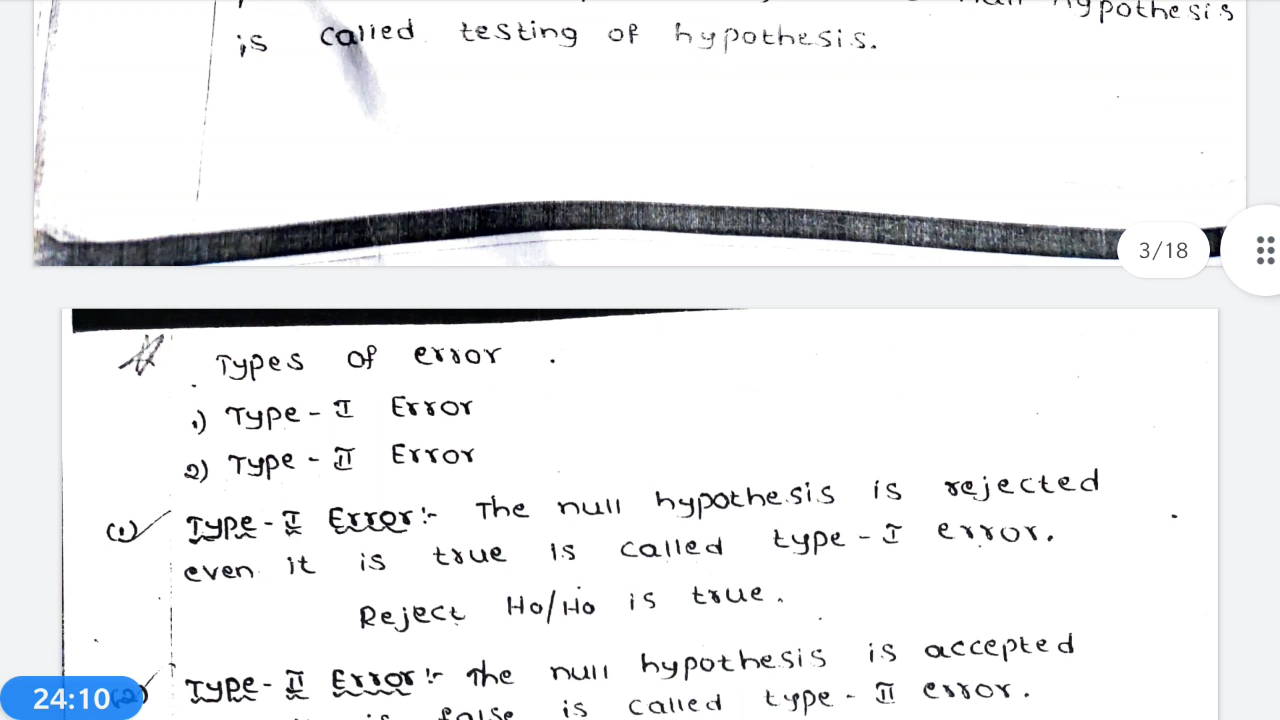 hypothesis
is called testing of hypothesis.
3/18
Types of error.
1) Type-I Error
2) Type-II Error
(1) Type-I Error:- The null hypothesis is rejected
even it is true is called type-I error.
Reject Ho/Ho is true.
(2) Type-II Error:- The null hypothesis is accepted
is false is called type-II error.
24:10